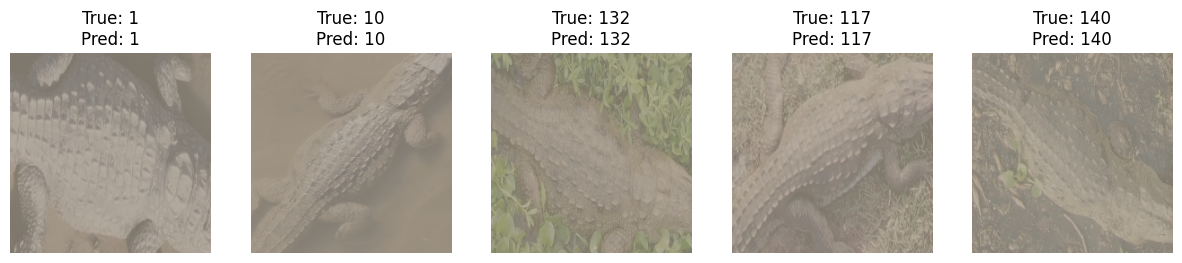 True: 1
Pred: 1
True: 10
Pred: 10
True: 132
Pred: 132
True: 117
Pred: 117
True: 140
Pred: 140